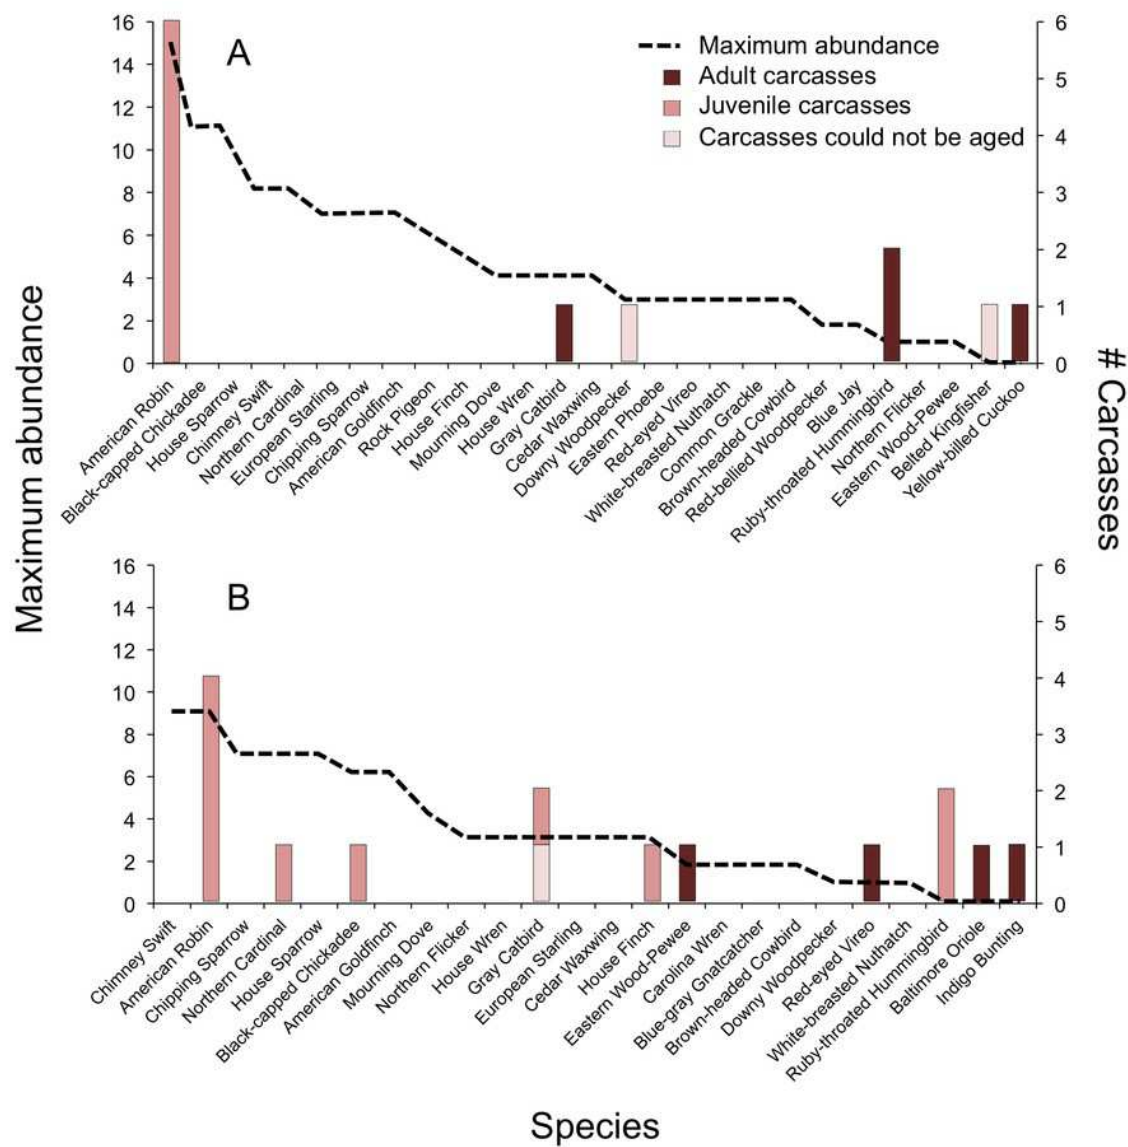 A
Maximum abundance
Adult carcasses
Juvenile carcasses
Carcasses could not be aged
16
14
12
10
8
6
4
2
0
6
5
4
3
2
1
0
American Robin
Black-capped Chickadee
House Sparrow
Chimney Swift
Northern Cardinal
European Starling
Chipping Sparrow
American Goldfinch
Rock Pigeon
House Finch
Mourning Dove
House Wren
Gray Catbird
Cedar Waxwing
Downy Woodpecker
Eastern Phoebe
Red-eyed Vireo
White-breasted Nuthatch
Common Grackle
Brown-headed Cowbird
Red-bellied Woodpecker
Blue Jay
Ruby-throated Hummingbird
Northern Flicker
Eastern Wood-Pewee
Belted Kingfisher
Yellow-billed Cuckoo
Maximum abundance
# Carcasses
B
16
14
12
10
8
6
4
2
0
6
5
4
3
2
1
0
Chimney Swift
American Robin
Chipping Sparrow
Northern Cardinal
House Sparrow
Black-capped Chickadee
American Goldfinch
Mourning Dove
Northern Flicker
House Wren
Gray Catbird
European Starling
Cedar Waxwing
House Finch
Eastern Wood-Pewee
Carolina Wren
Blue-gray Gnatcatcher
Brown-headed Cowbird
Downy Woodpecker
Red-eyed Vireo
White-breasted Nuthatch
Ruby-throated Hummingbird
Baltimore Oriole
Indigo Bunting
Species